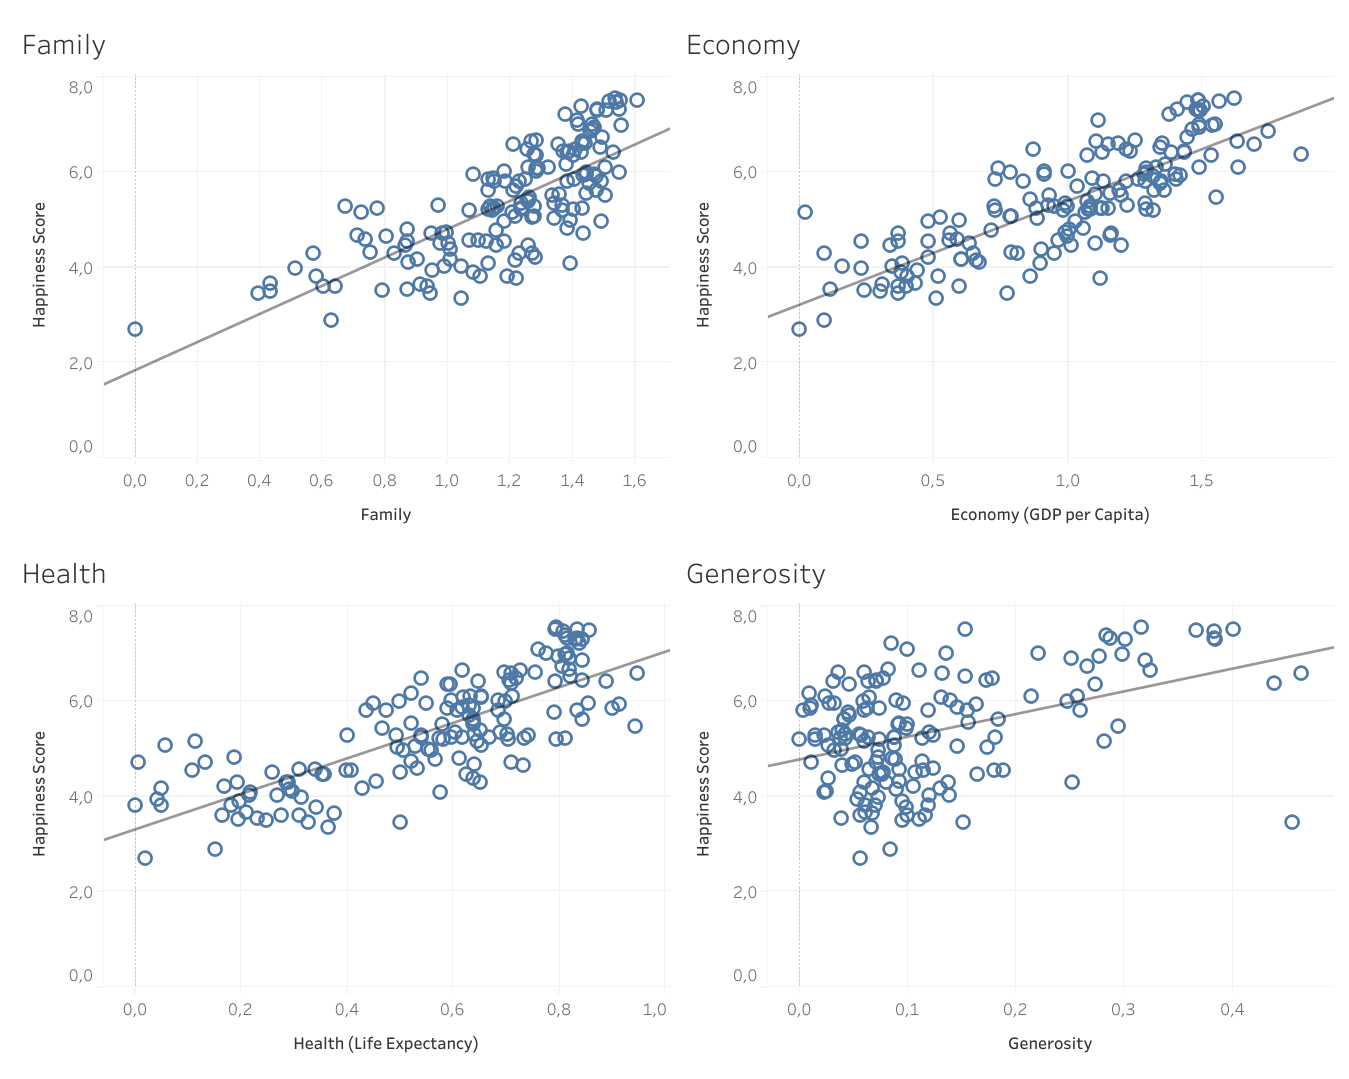 Family
Happiness Score
8,0
6,0
4,0
2,0
0,0
0,0 0,2 0,4 0,6 0,8 1,0 1,2 1,4 1,6
Family
Economy
Happiness Score
8,0
6,0
4,0
2,0
0,0
0,0 0,5 1,0 1,5
Economy (GDP per Capita)
Health
Happiness Score
8,0
6,0
4,0
2,0
0,0
0,0 0,2 0,4 0,6 0,8 1,0
Health (Life Expectancy)
Generosity
Happiness Score
8,0
6,0
4,0
2,0
0,0
0,0 0,1 0,2 0,3 0,4
Generosity